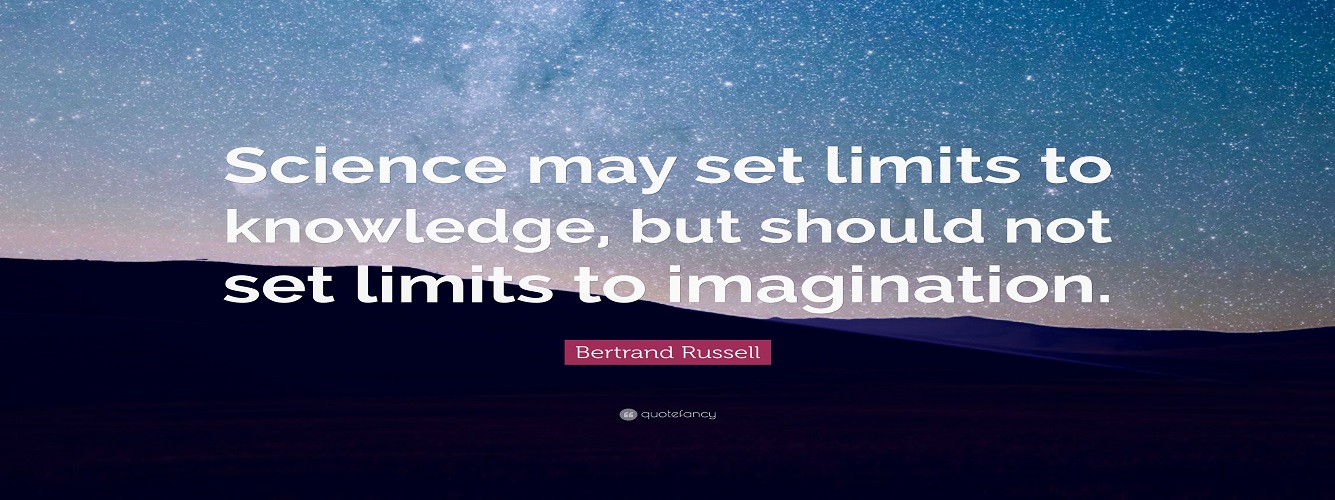 Science may set limits to
knowledge, but should not
set limits to imagination.
Bertrand Russell
quotefancy